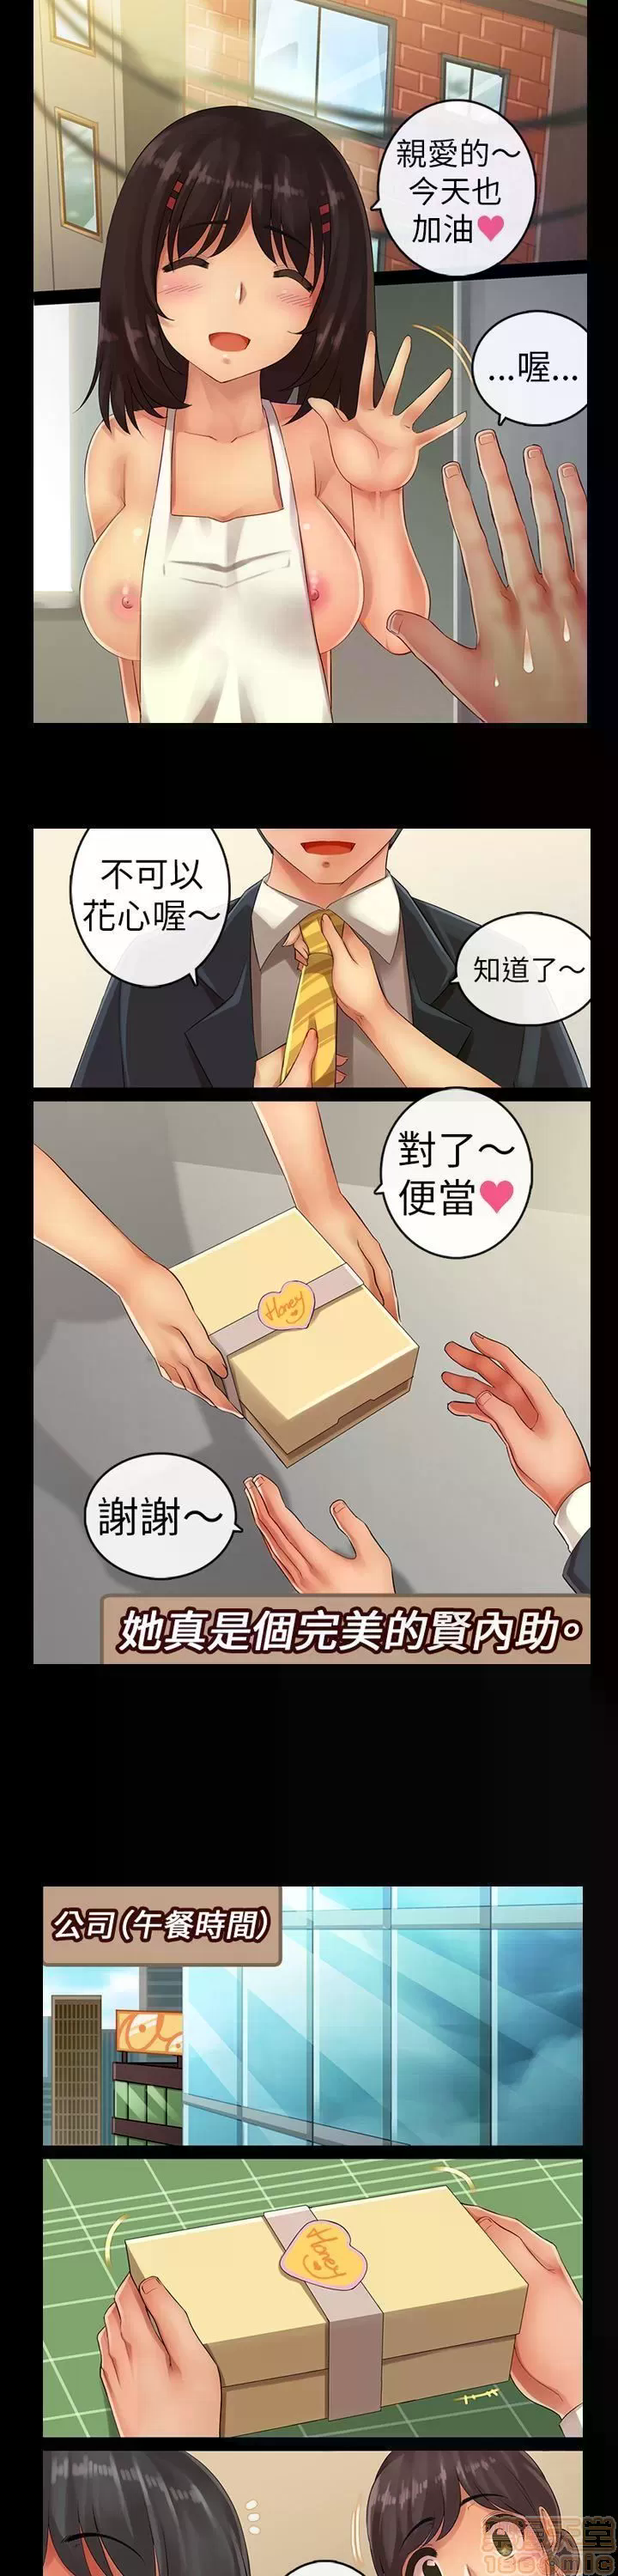 親愛的～
今天也
加油♥
...喔...
不可以
花心喔～
知道了～
對了～
便當♥
Honey
謝謝～
她真是個完美的賢內助。
公司(午餐時間)
Honey